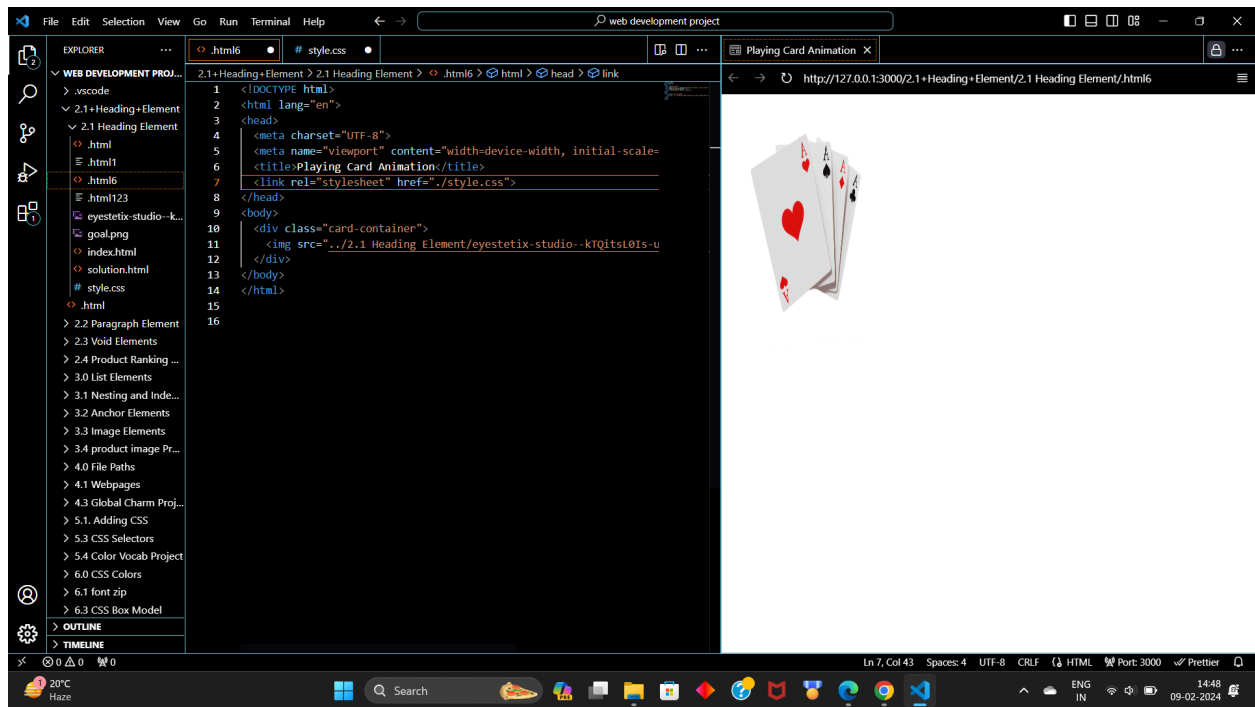 File Edit Selection View Go Run Terminal Help
web development project
EXPLORER
WEB DEVELOPMENT PROJ...
.vscode
2.1+Heading+Element
2.1 Heading Element
.html
.html1
.html6
.html123
eyestetix-studio--k...
goal.png
index.html
solution.html
# style.css
.html
2.2 Paragraph Element
2.3 Void Elements
2.4 Product Ranking ...
3.0 List Elements
3.1 Nesting and Inde...
3.2 Anchor Elements
3.3 Image Elements
3.4 product image Pr...
4.0 File Paths
4.1 Webpages
4.3 Global Charm Proj...
5.1. Adding CSS
5.3 CSS Selectors
5.4 Color Vocab Project
6.0 CSS Colors
6.1 font zip
6.3 CSS Box Model
OUTLINE
TIMELINE
2
1
.html6 # style.css
2.1+Heading+Element > 2.1 Heading Element > .html6 > html > head > link
1 <!DOCTYPE html>
2 <html lang="en">
3 <head>
4 <meta charset="UTF-8">
5 <meta name="viewport" content="width=device-width, initial-scale=
6 <title>Playing Card Animation</title>
7 <link rel="stylesheet" href="./style.css">
8 </head>
9 <body>
10 <div class="card-container">
11 <img src="../2.1 Heading Element/eyestetix-studio--kTQitsL0Is-u
12 </div>
13 </body>
14 </html>
15
16
Playing Card Animation
http://127.0.0.1:3000/2.1+Heading+Element/2.1 Heading Element/.html6
A A A A
A
0 0 0
Ln 7, Col 43 Spaces: 4 UTF-8 CRLF HTML Port: 3000 Prettier
1
20°C
Haze
Search
ENG
IN
14:48
09-02-2024